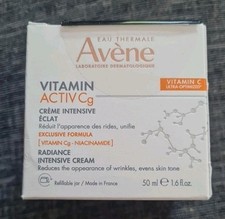 EAU THERMALE
Avène
LABORATOIRE DERMATOLOGIQUE
VITAMIN C
ULTRA OPTIMIZED
VITAMIN
ACTIV Cg
CRÈME INTENSIVE
ÉCLAT
Réduit l'apparence des rides, unifie
EXCLUSIVE FORMULA
[ VITAMIN Cg - NIACINAMIDE ]
RADIANCE
INTENSIVE CREAM
Reduces the appearance of wrinkles, evens skin tone
Refillable jar / Made in France
50 ml ℮ 1.6 fl.oz.